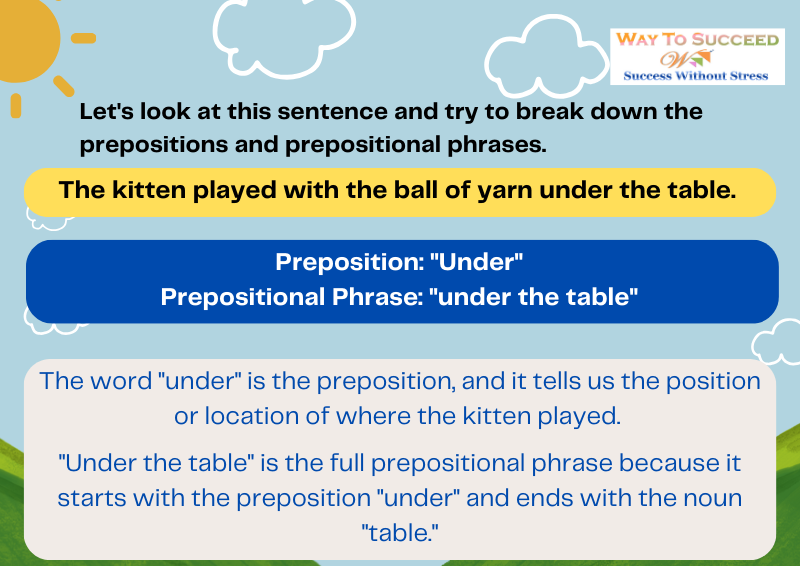 WAY TO SUCCEED
W
Success Without Stress
Let's look at this sentence and try to break down the
prepositions and prepositional phrases.
The kitten played with the ball of yarn under the table.
Preposition: "Under"
Prepositional Phrase: "under the table"
The word "under" is the preposition, and it tells us the position
or location of where the kitten played.
"Under the table" is the full prepositional phrase because it
starts with the preposition "under" and ends with the noun
"table."